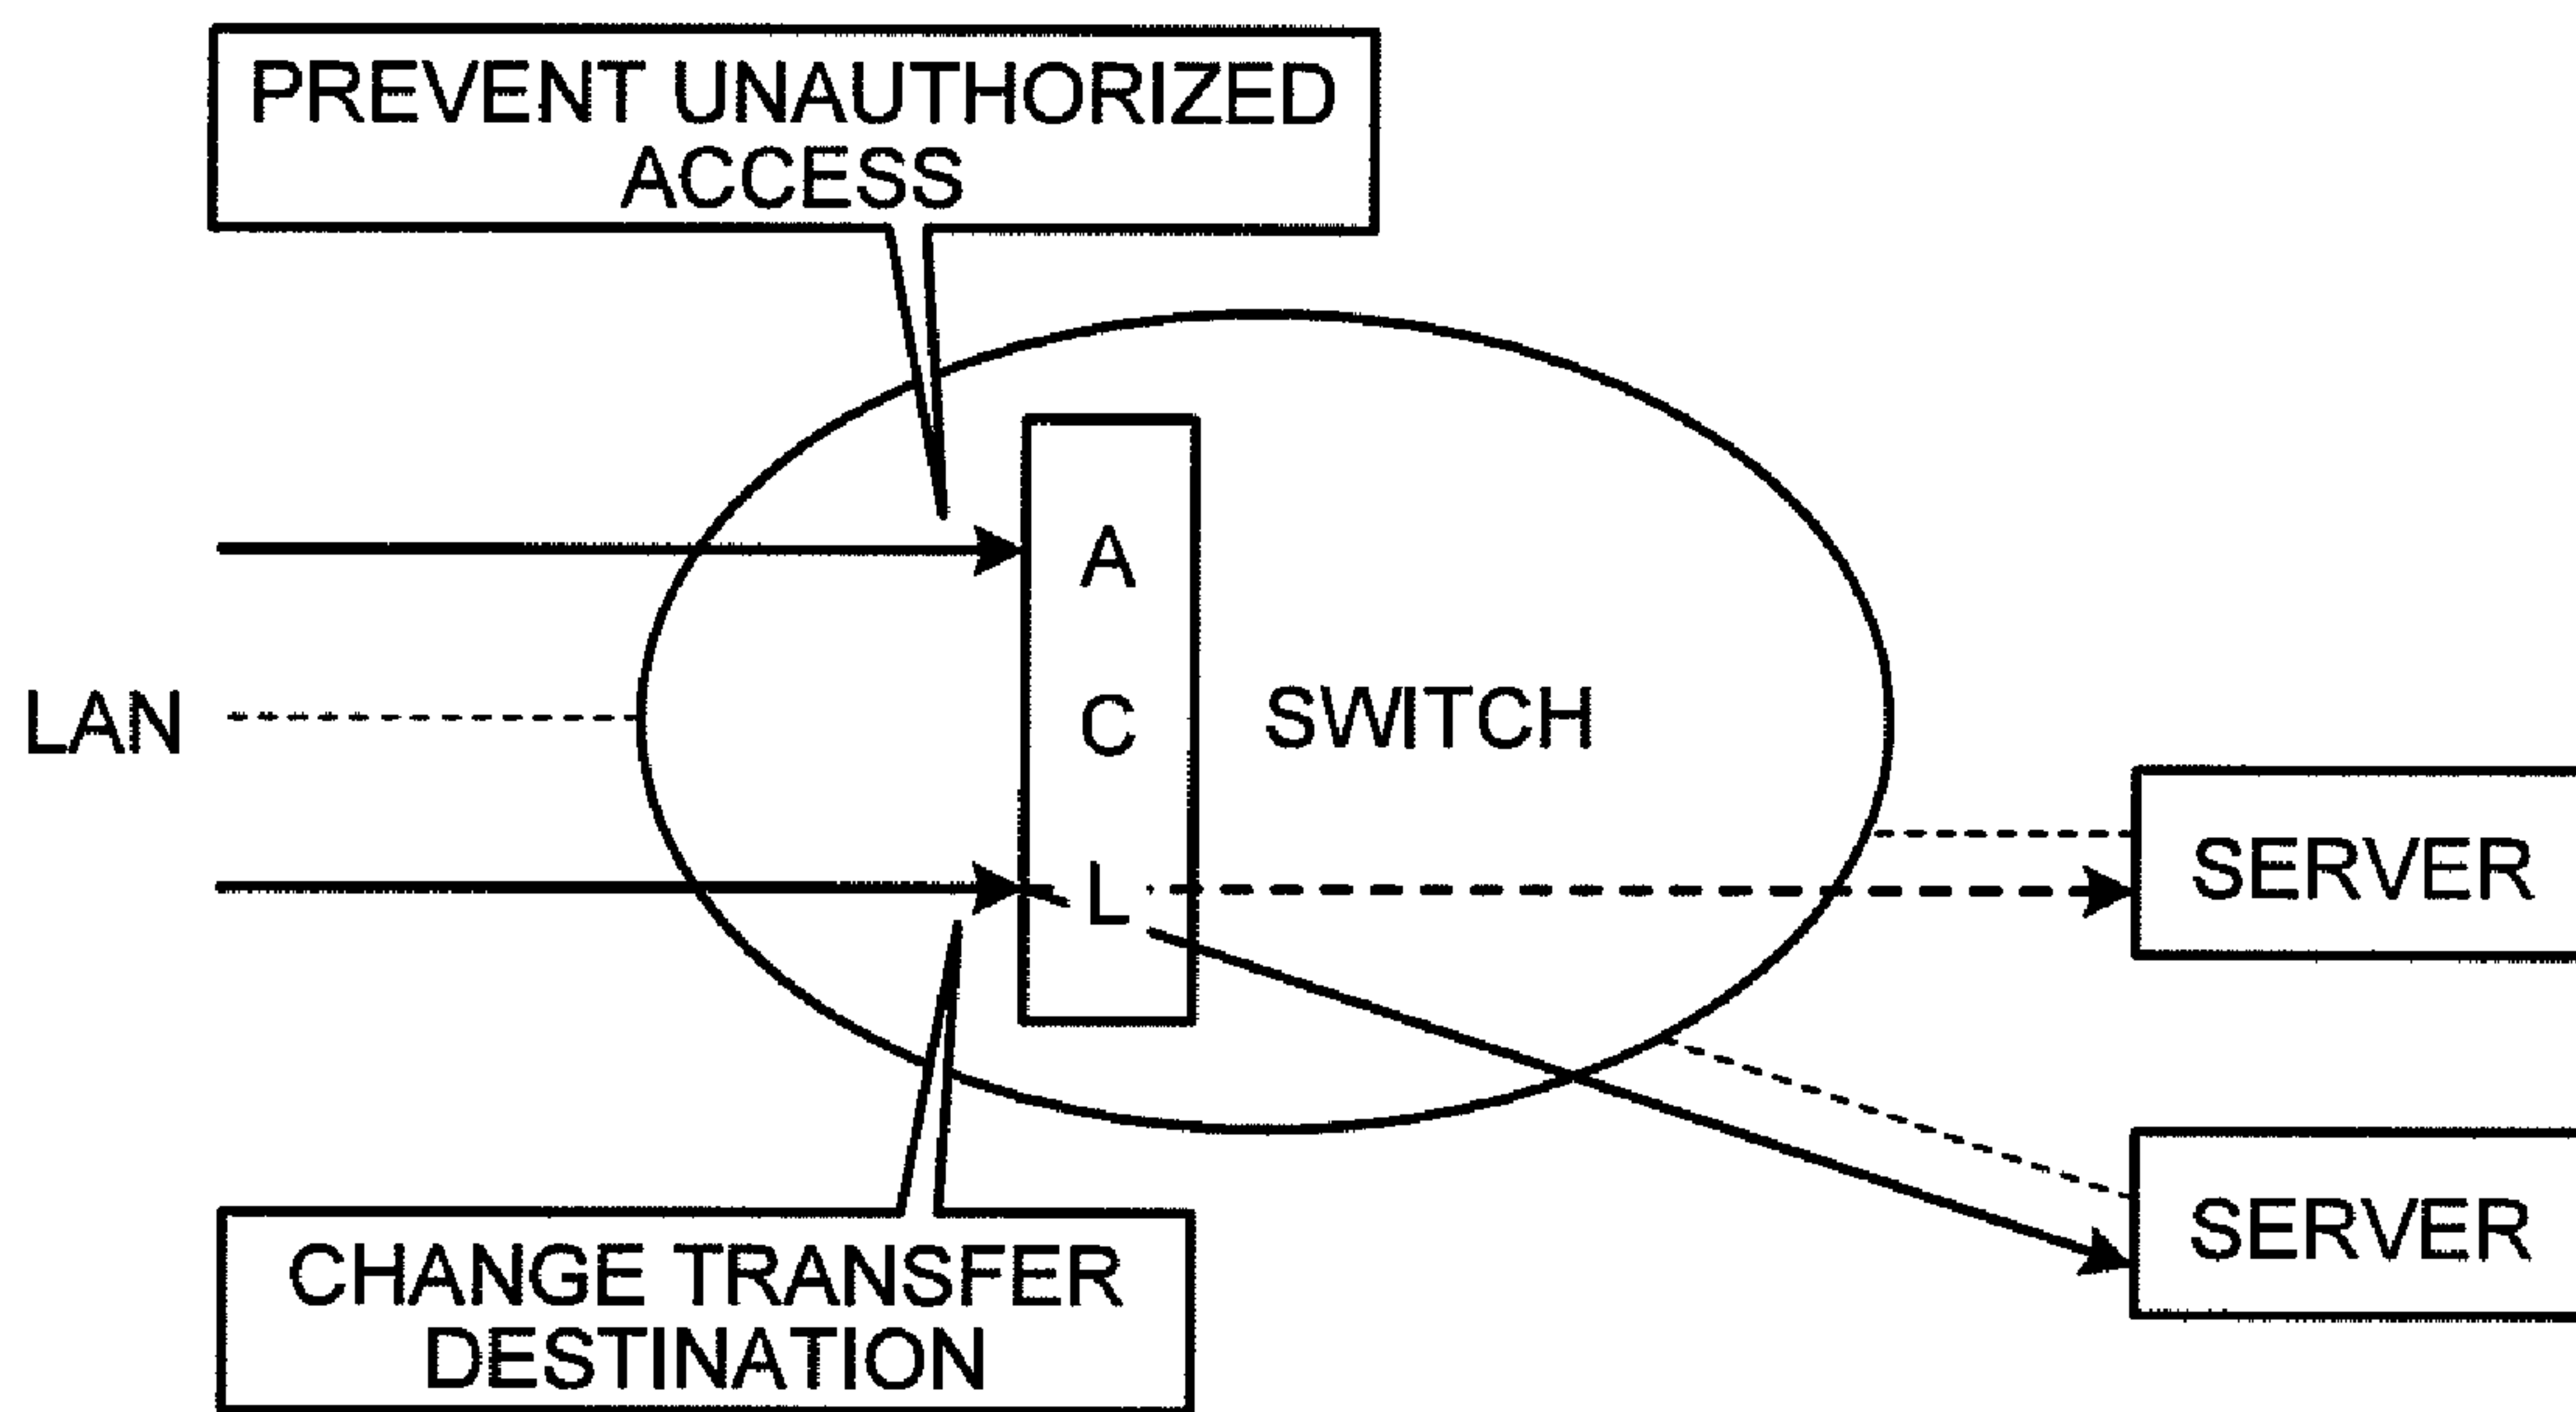 PREVENT UNAUTHORIZED
ACCESS
A
C
L
LAN
SWITCH
SERVER
SERVER
CHANGE TRANSFER
DESTINATION